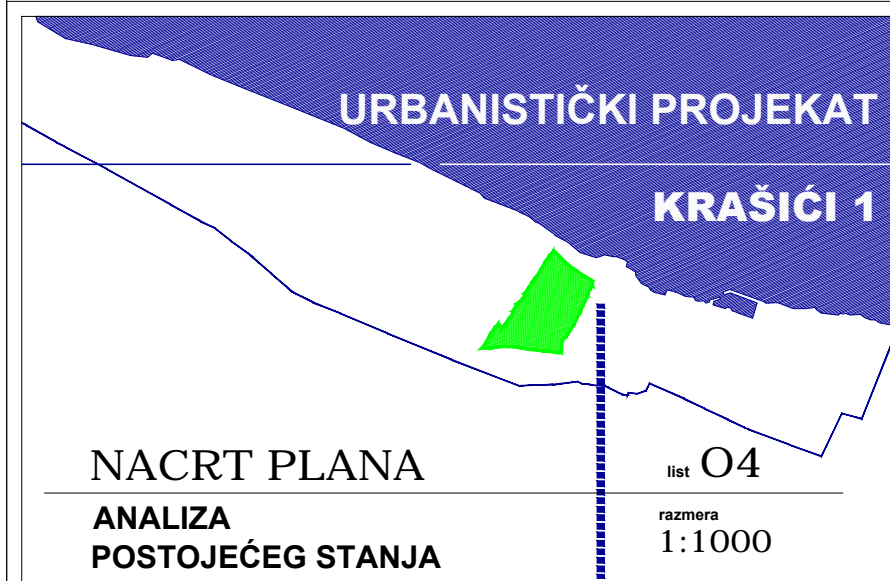 URBANISTIČKI PROJEKAT
KRAŠIĆI 1
NACRT PLANA
list O4
ANALIZA
POSTOJEĆEG STANJA
razmera
1:1000